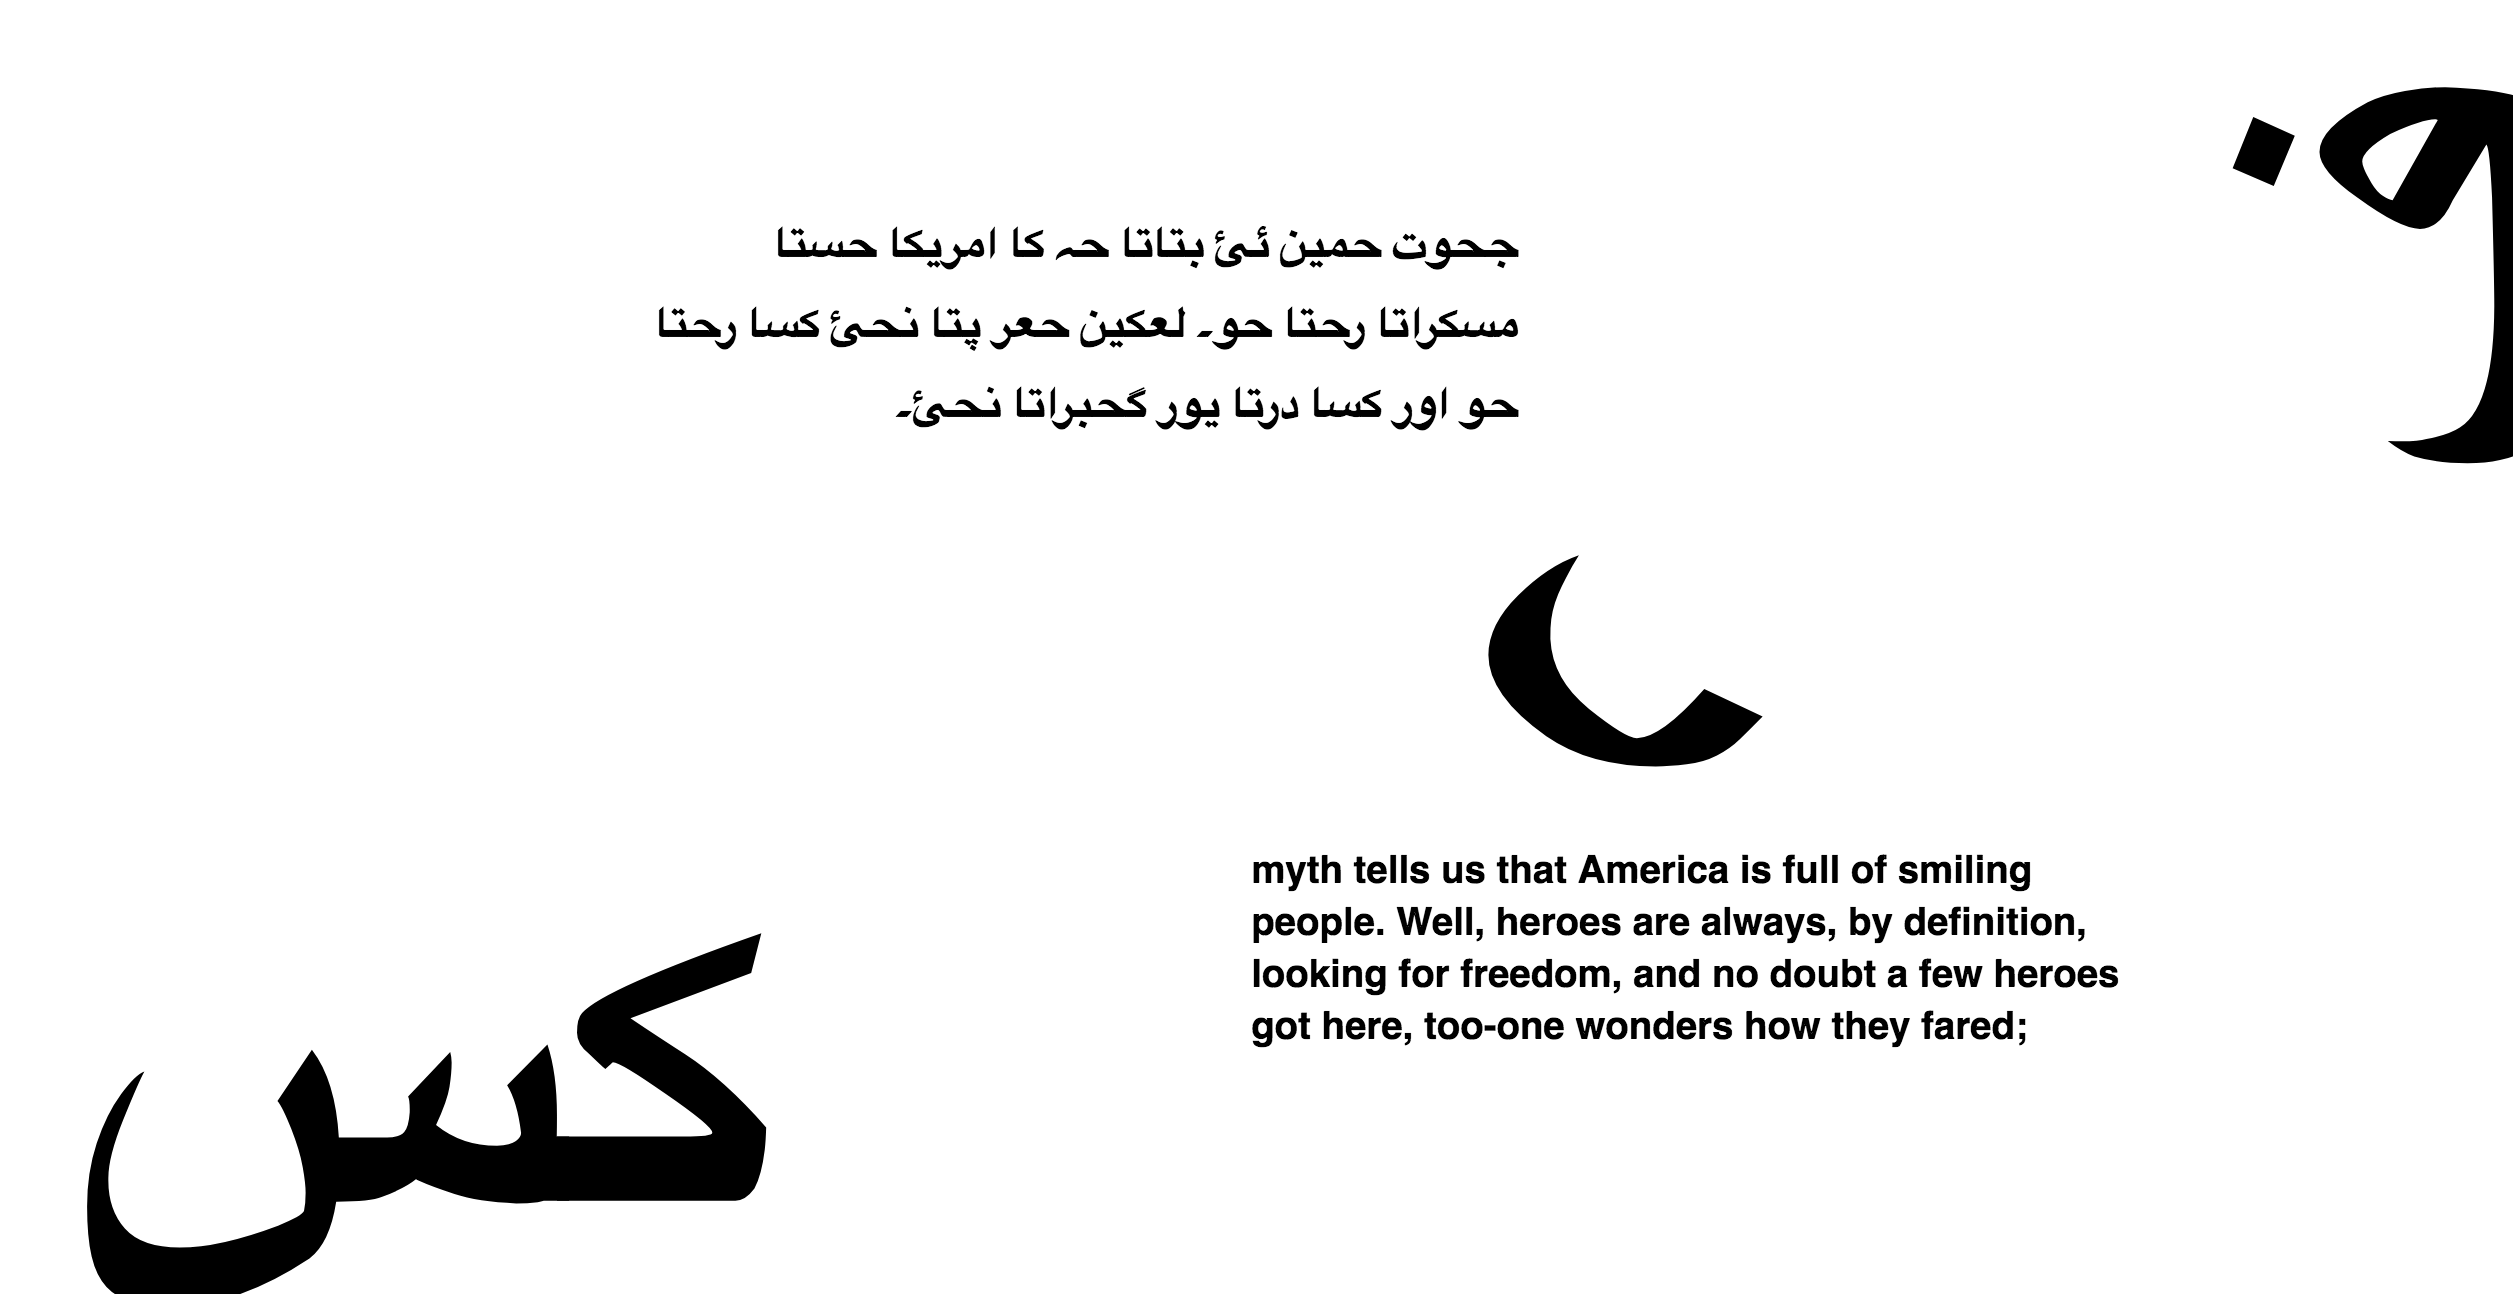 جحوت حمین ئئ بتاتا حہ کا امریکا حستا
مسکراتا رحتا حو۔ لعکین حعر پتا نحئ کسا رحتا
حو اور کسا درتا یور گحبراتا نحئ۔
myth tells us that America is full of smiling
people. Well, heroes are always, by definition,
looking for freedom, and no doubt a few heroes
got here, too-one wonders how they fared;
کس